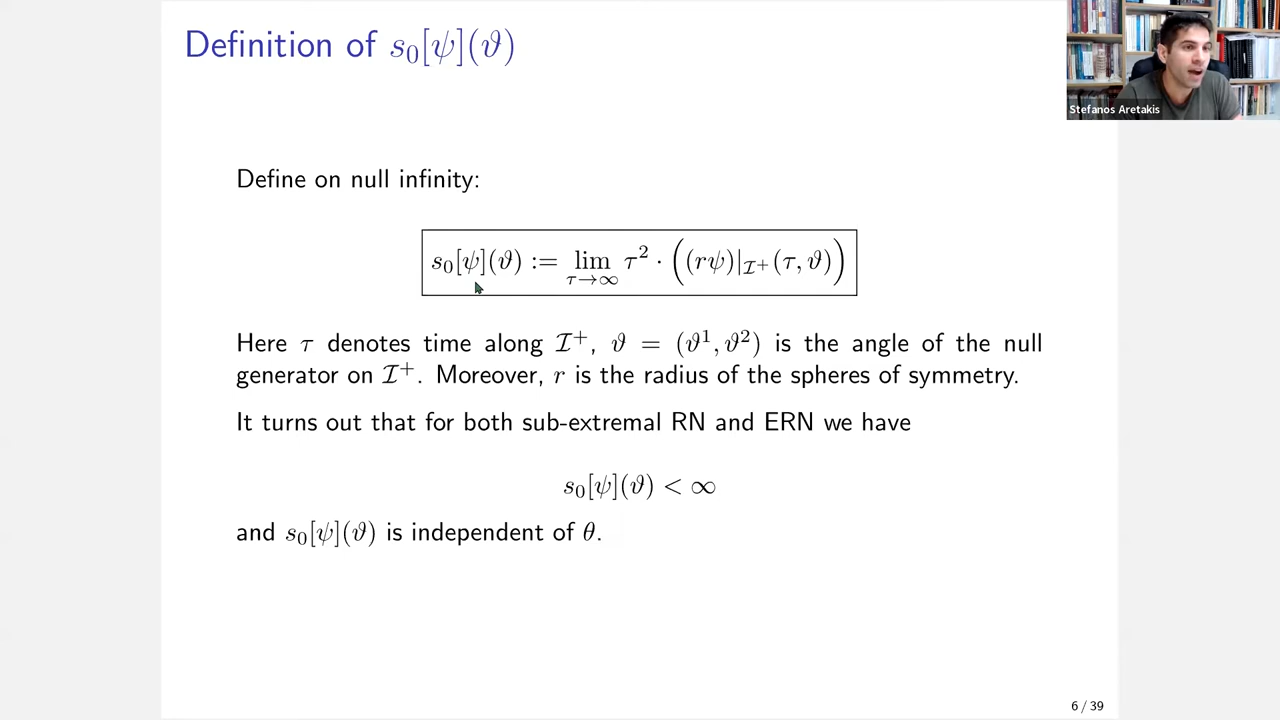 Definition of s₀[ψ](ϑ)
Stefanos Aretakis
Define on null infinity:
s₀[ψ](ϑ) := lim_{τ→∞} τ² · ((rψ)|_{𝓘⁺}(τ, ϑ))
Here τ denotes time along 𝓘⁺, ϑ = (ϑ¹, ϑ²) is the angle of the null
generator on 𝓘⁺. Moreover, r is the radius of the spheres of symmetry.
It turns out that for both sub-extremal RN and ERN we have
s₀[ψ](ϑ) < ∞
and s₀[ψ](ϑ) is independent of θ.
6 / 39